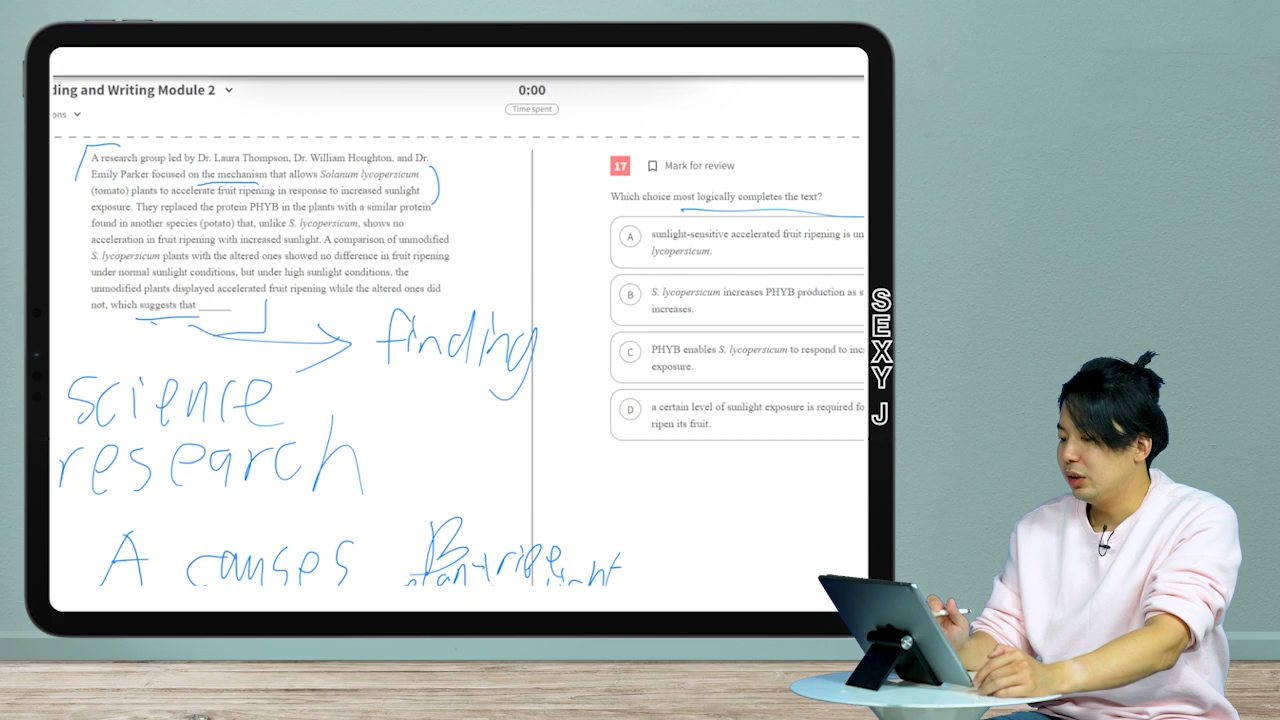 ding and Writing Module 2
0:00
ons
Time spent
A research group led by Dr. Laura Thompson, Dr. William Houghton, and Dr.
Emily Parker focused on the mechanism that allows Solanum lycopersicum
(tomato) plants to accelerate fruit ripening in response to increased sunlight
exposure. They replaced the protein PHYB in the plants with a similar protein
found in another species (potato) that, unlike S. lycopersicum, shows no
acceleration in fruit ripening with increased sunlight. A comparison of unmodified
S. lycopersicum plants with the altered ones showed no difference in fruit ripening
under normal sunlight conditions, but under high sunlight conditions, the
unmodified plants displayed accelerated fruit ripening while the altered ones did
not, which suggests that ______
finding
science
research
A causes B
17
Mark for review
Which choice most logically completes the text?
A
sunlight-sensitive accelerated fruit ripening is un
lycopersicum.
B
S. lycopersicum increases PHYB production as s
increases.
C
PHYB enables S. lycopersicum to respond to inc
exposure.
D
a certain level of sunlight exposure is required fo
ripen its fruit.
SEXY J